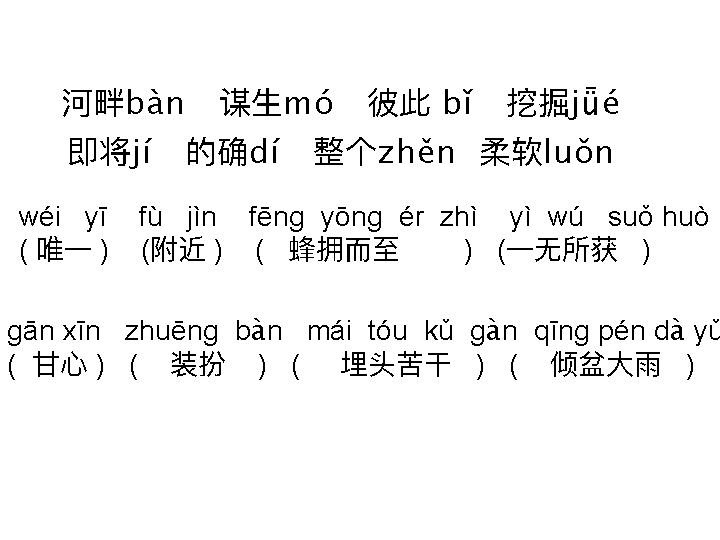 河畔bàn 谋生mó 彼此 bǐ 挖掘jǖé
即将jí 的确dí 整个zhěn 柔软luǒn
wéi yī fù jìn fēng yōng ér zhì yì wú suǒ huò
( 唯一 ) (附近 ) ( 蜂拥而至 ) (一无所获 )
gān xīn zhuēng bàn mái tóu kǔ gàn qīng pén dà yǔ
( 甘心 ) ( 装扮 ) ( 埋头苦干 ) ( 倾盆大雨 )